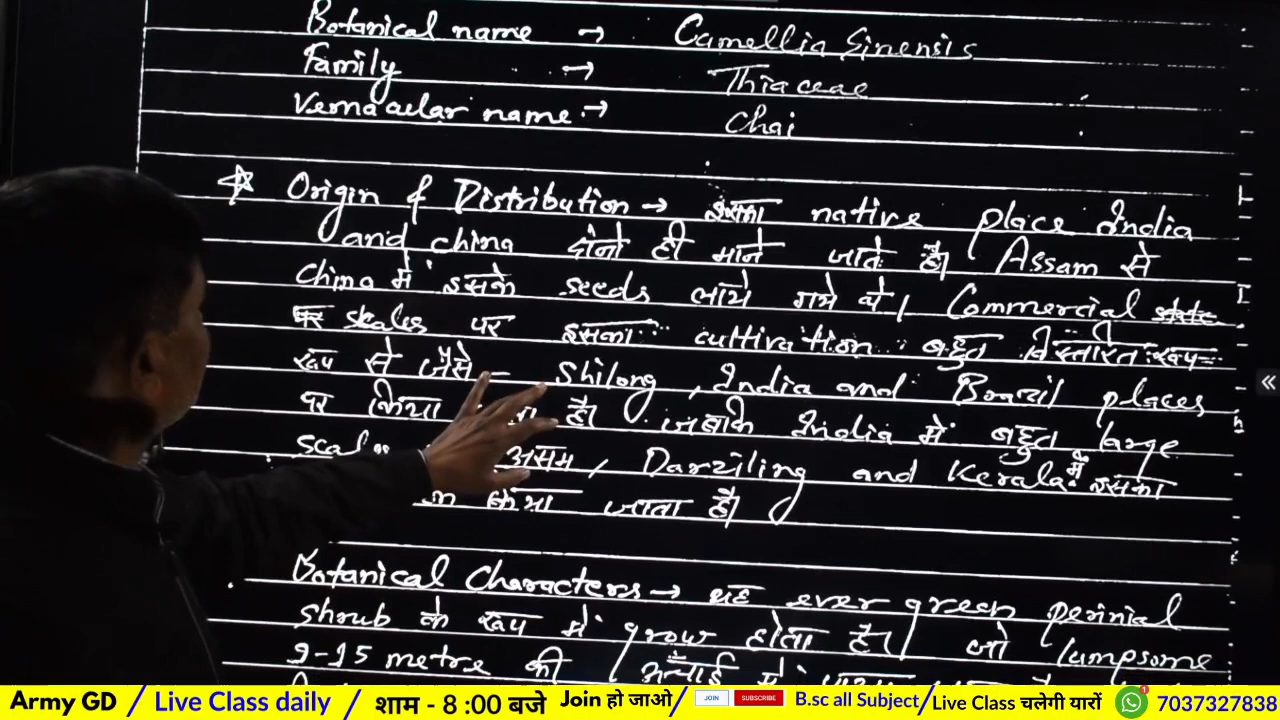 Botanical name → Camellia Sinensis
Family → Thiaceae
Vernacular name :→ Chai
Origin & Distribution → इसका native place India
and china दोनो ही माने जाते है। Assam से
China में इसके seeds लाये गये थे। Commercial
पर scales पर इसका cultivation बहुत विस्तारित
रूप से जैसे - Shilong, India and Brazil places
पर किया है। जबकि India में बहुत large
असम, Darziling and Kerala में इसका
किया जाता है।
Botanical Characters → यह ever green perinial
shrub के रूप में grow होता है। जो lumpsome
9-15 metre की
Army GD / Live Class daily / शाम - 8 :00 बजे Join हो जाओ/ JOIN SUBSCRIBE B.sc all Subject/Live Class चलेगी यारों 1 7037327838